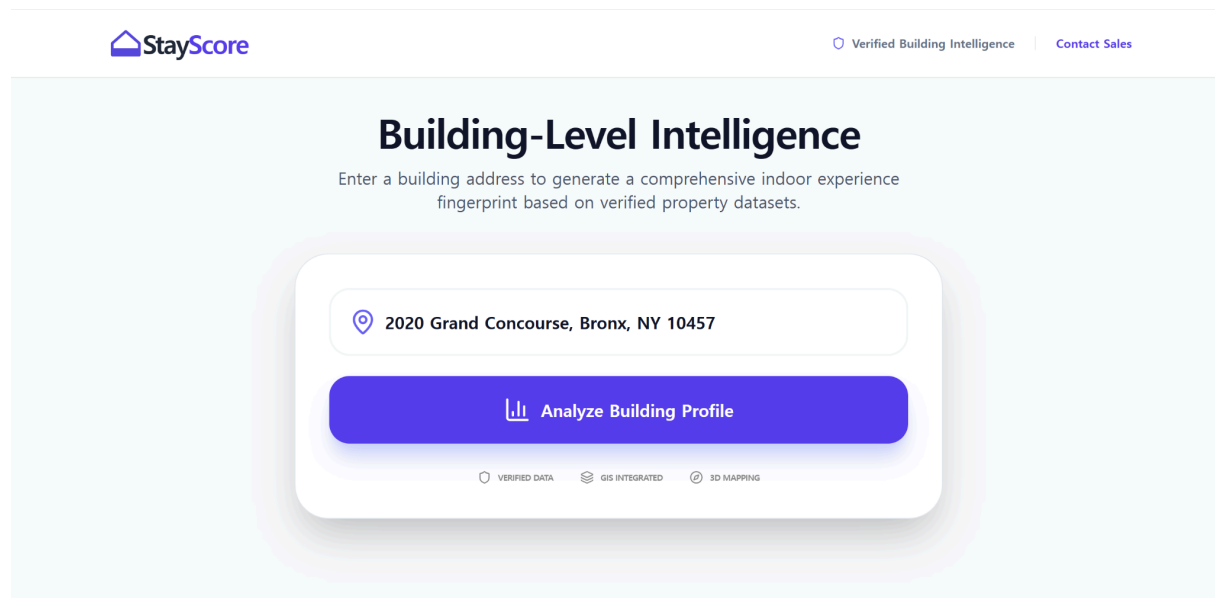 StayScore
Verified Building Intelligence
Contact Sales
Building-Level Intelligence
Enter a building address to generate a comprehensive indoor experience
fingerprint based on verified property datasets.
2020 Grand Concourse, Bronx, NY 10457
Analyze Building Profile
VERIFIED DATA
GIS INTEGRATED
3D MAPPING